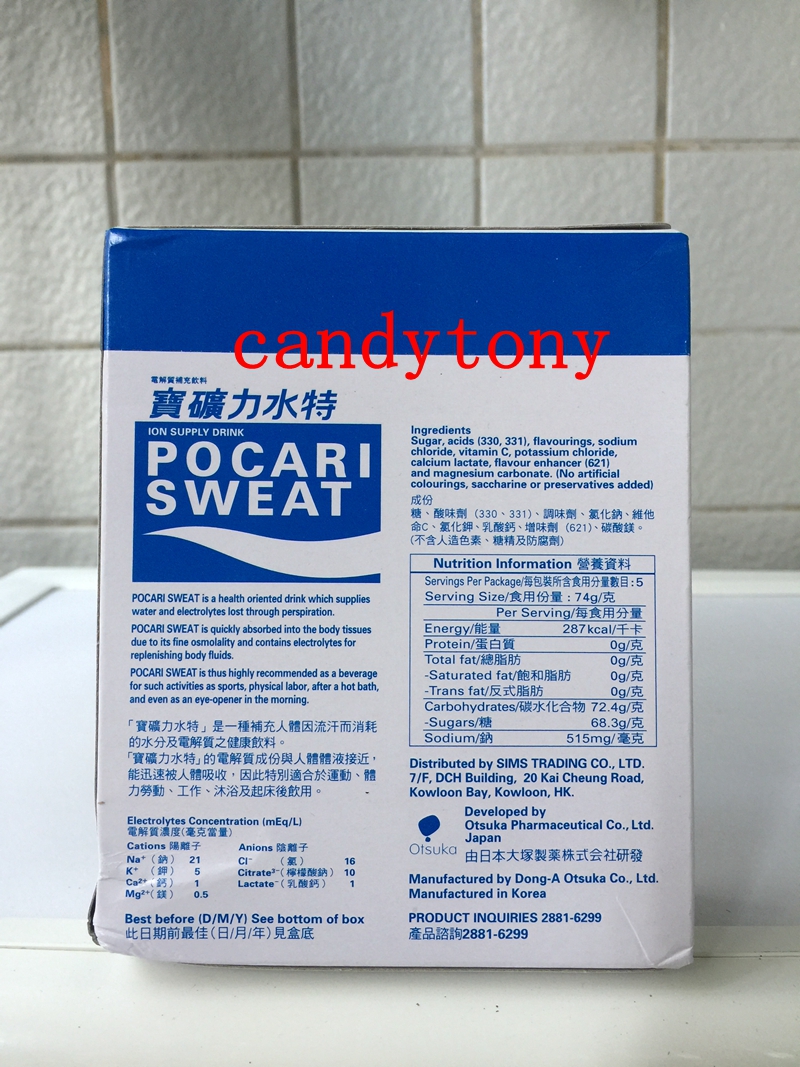 candytony
電解質補充飲料
寶礦力水特
ION SUPPLY DRINK
POCARI
SWEAT
POCARI SWEAT is a health oriented drink which supplies
water and electrolytes lost through perspiration.
POCARI SWEAT is quickly absorbed into the body tissues
due to its fine osmolality and contains electrolytes for
replenishing body fluids.
POCARI SWEAT is thus highly recommended as a beverage
for such activities as sports, physical labor, after a hot bath,
and even as an eye-opener in the morning.
「寶礦力水特」是一種補充人體因流汗而消耗
的水分及電解質之健康飲料。
「寶礦力水特」的電解質成份與人體體液接近,
能迅速被人體吸收,因此特別適合於運動、體
力勞動、工作、沐浴及起床後飲用。
Electrolytes Concentration (mEq/L)
電解質濃度(毫克當量)
Cations 陽離子 Anions 陰離子
Na⁺ (鈉) 21 Cl⁻ (氯) 16
K⁺ (鉀) 5 Citrate³⁻ (檸檬酸鈉) 10
Ca²⁺ (鈣) 1 Lactate⁻ (乳酸鈣) 1
Mg²⁺ (鎂) 0.5
Best before (D/M/Y) See bottom of box
此日期前最佳(日/月/年)見盒底
Ingredients
Sugar, acids (330, 331), flavourings, sodium
chloride, vitamin C, potassium chloride,
calcium lactate, flavour enhancer (621)
and magnesium carbonate. (No artificial
colourings, saccharine or preservatives added)
成份
糖、酸味劑 (330、331)、調味劑、氯化鈉、維他
命C、氯化鉀、乳酸鈣、增味劑 (621)、碳酸鎂。
(不含人造色素、糖精及防腐劑)
Nutrition Information 營養資料
Servings Per Package/每包裝所含食用分量數目:5
Serving Size/食用份量:74g/克
Per Serving/每食用分量
Energy/能量 287kcal/千卡
Protein/蛋白質 0g/克
Total fat/總脂肪 0g/克
-Saturated fat/飽和脂肪 0g/克
-Trans fat/反式脂肪 0g/克
Carbohydrates/碳水化合物 72.4g/克
-Sugars/糖 68.3g/克
Sodium/鈉 515mg/毫克
Distributed by SIMS TRADING CO., LTD.
7/F, DCH Building, 20 Kai Cheung Road,
Kowloon Bay, Kowloon, HK.
Otsuka
Developed by
Otsuka Pharmaceutical Co., Ltd.
Japan
由日本大塚製薬株式会社研發
Manufactured by Dong-A Otsuka Co., Ltd.
Manufactured in Korea
PRODUCT INQUIRIES 2881-6299
產品諮詢2881-6299